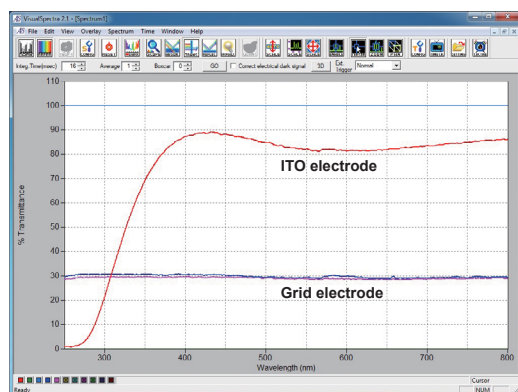 VisualSpectra 2.1 - [Spectrum1]
File Edit View Overlay Spectrum Time Window Help
Integ.Time(msec) 16 Average 1 Boxcar 0 GO Correct electrical dark signal 3D Ext. Trigger Normal
110
100
90
80
70
60
50
40
30
20
10
0
% Transmittance
ITO electrode
Grid electrode
300 400 500 600 700 800
Wavelength (nm)
Cursor
Ready NUM